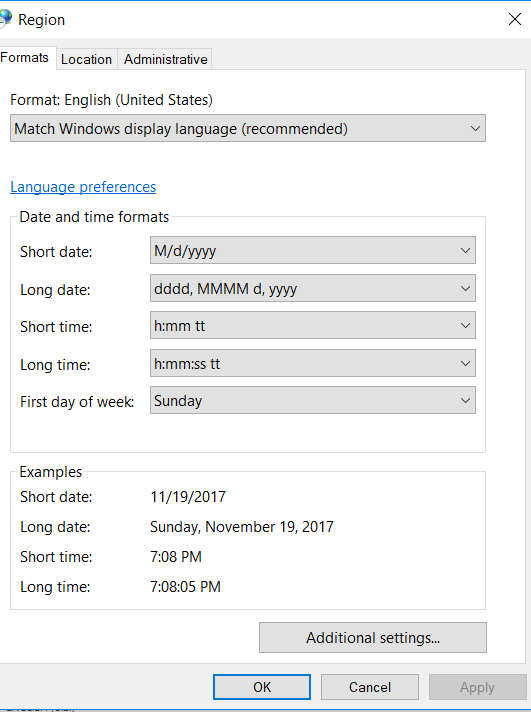 Region
Formats Location Administrative
Format: English (United States)
Match Windows display language (recommended)
Language preferences
Date and time formats
Short date: M/d/yyyy
Long date: dddd, MMMM d, yyyy
Short time: h:mm tt
Long time: h:mm:ss tt
First day of week: Sunday
Examples
Short date: 11/19/2017
Long date: Sunday, November 19, 2017
Short time: 7:08 PM
Long time: 7:08:05 PM
Additional settings...
OK Cancel Apply